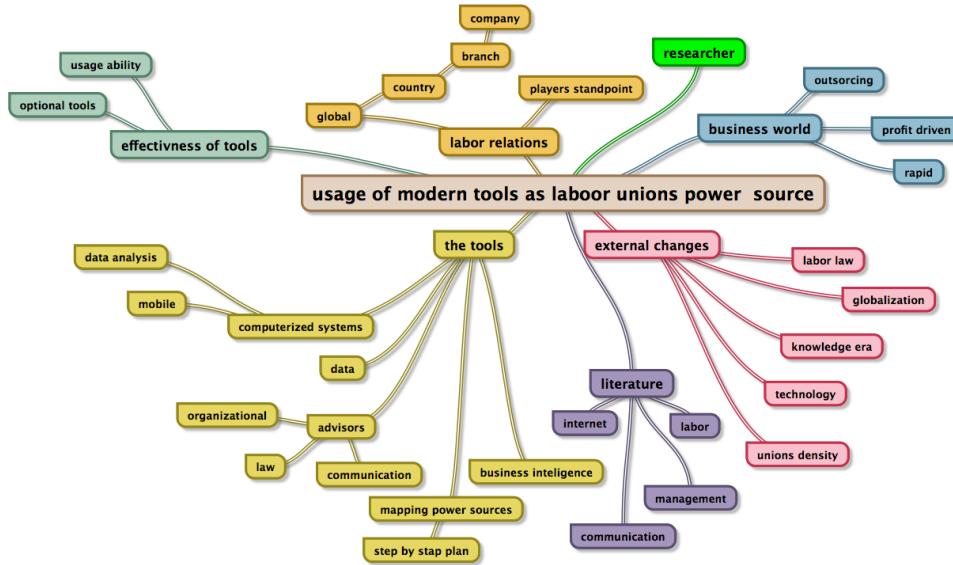 company
researcher
branch
usage ability
outsorcing
country
players standpoint
optional tools
global
business world
profit driven
effectivness of tools
labor relations
rapid
usage of modern tools as laboor unions power  source
the tools
external changes
data analysis
labor law
mobile
globalization
computerized systems
knowledge era
data
literature
technology
organizational
internet
labor
advisors
law
communication
business inteligence
unions density
mapping power sources
management
communication
step by stap plan